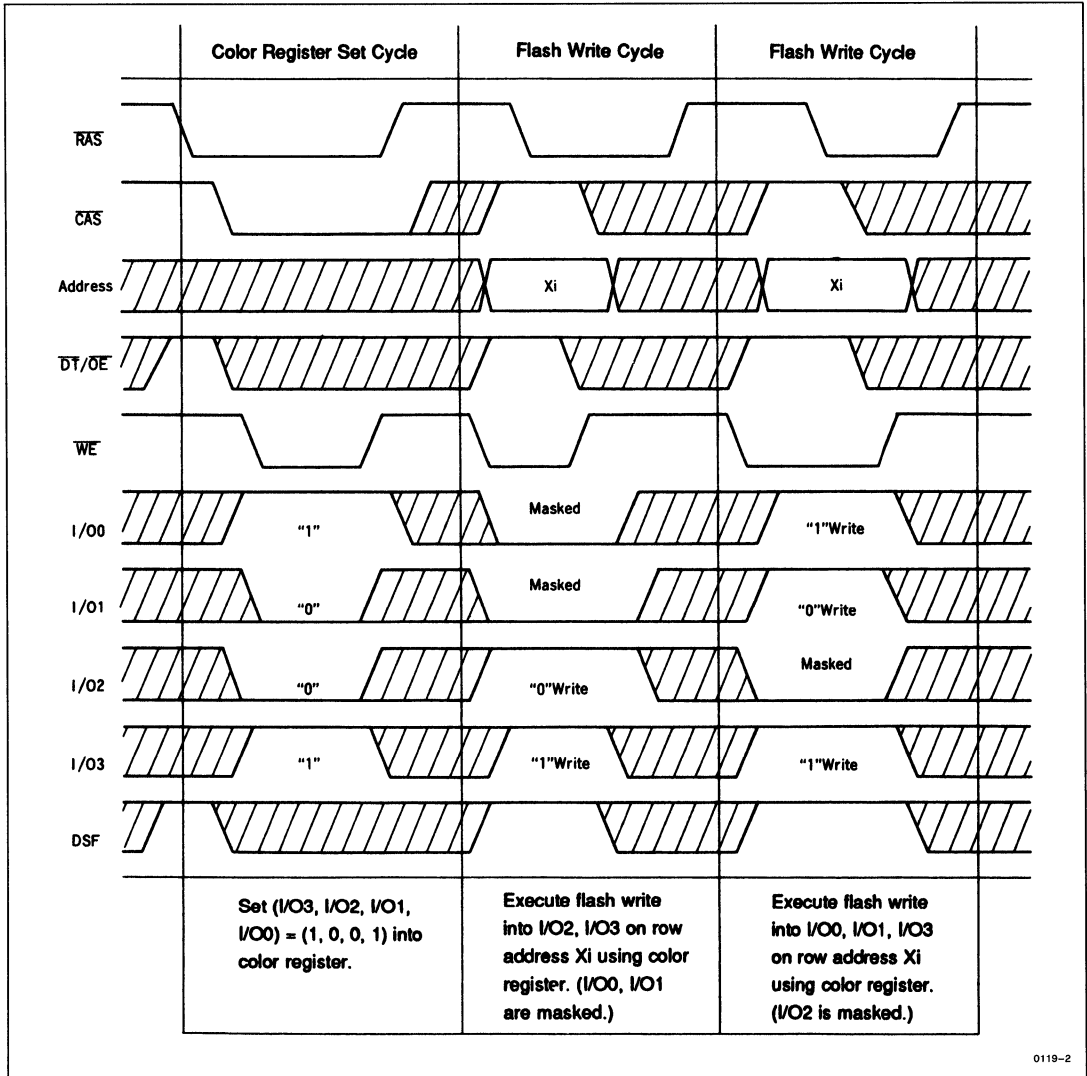 Color Register Set Cycle Flash Write Cycle Flash Write Cycle
RAS
CAS
Address Xi Xi
DT/OE
WE
I/O0 "1" Masked "1"Write
I/O1 "0" Masked "0"Write
I/O2 "0" "0"Write Masked
I/O3 "1" "1"Write "1"Write
DSF
Set (I/O3, I/O2, I/O1,
I/O0) = (1, 0, 0, 1) into
color register.
Execute flash write
into I/O2, I/O3 on row
address Xi using color
register. (I/O0, I/O1
are masked.)
Execute flash write
into I/O0, I/O1, I/O3
on row address Xi
using color register.
(I/O2 is masked.)
0119–2